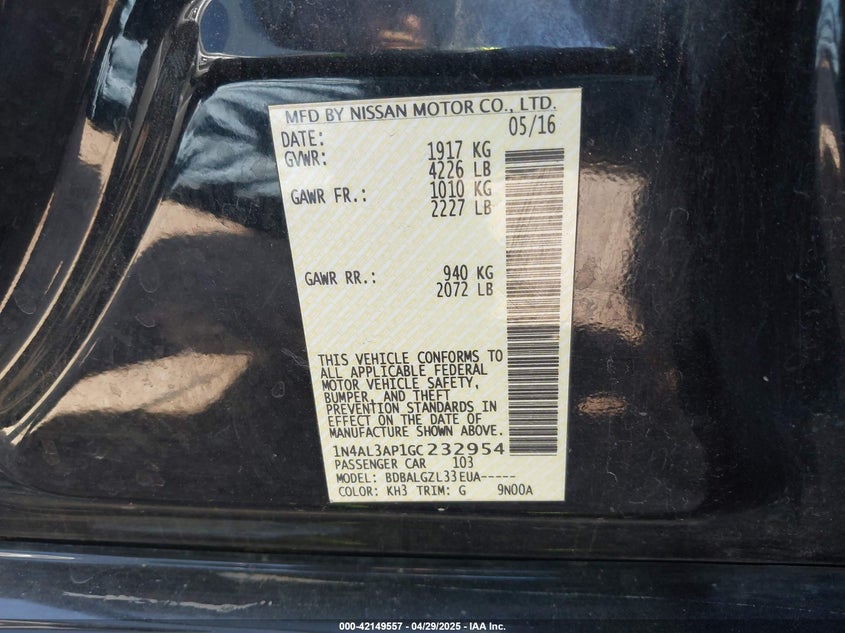 MFD BY NISSAN MOTOR CO., LTD.
DATE: 05/16
GVWR: 1917 KG
4226 LB
GAWR FR.: 1010 KG
2227 LB
GAWR RR.: 940 KG
2072 LB
THIS VEHICLE CONFORMS TO
ALL APPLICABLE FEDERAL
MOTOR VEHICLE SAFETY,
BUMPER, AND THEFT
PREVENTION STANDARDS IN
EFFECT ON THE DATE OF
MANUFACTURE SHOWN ABOVE.
1N4AL3AP1GC232954
PASSENGER CAR 103
MODEL: BDBALGZL33EUA-----
COLOR: KH3 TRIM: G 9N00A
000-42149557 - 04/29/2025 - IAA Inc.